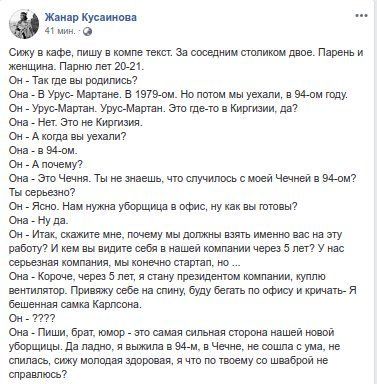 Жанар Кусаинова
41 мин. ·
Сижу в кафе, пишу в компе текст. За соседним столиком двое. Парень и
женщина. Парню лет 20-21.
Он - Так где вы родились?
Она - В Урус- Мартане. В 1979-ом. Но потом мы уехали, в 94-ом году.
Он - Урус-Мартан. Урус-Мартан. Это где-то в Киргизии, да?
Она - Нет. Это не Киргизия.
Он - А когда вы уехали?
Она - в 94-ом.
Он - А почему?
Она - Это Чечня. Ты не знаешь, что случилось с моей Чечней в 94-ом?
Ты серьезно?
Он - Ясно. Нам нужна уборщица в офис, ну как вы готовы?
Она - Ну да.
Он - Итак, скажите мне, почему мы должны взять именно вас на эту
работу? И кем вы видите себя в нашей компании через 5 лет? У нас
серьезная компания, мы конечно стартап, но ...
Она - Короче, через 5 лет, я стану президентом компании, куплю
вентилятор. Привяжу себе на спину, буду бегать по офису и кричать- Я
бешенная самка Карлсона.
Он - ????
Она - Пиши, брат, юмор - это самая сильная сторона нашей новой
уборщицы. Да ладно, я выжила в 94-м, в Чечне, не сошла с ума, не
спилась, сижу молодая здоровая, я что по твоему со шваброй не
справлюсь?